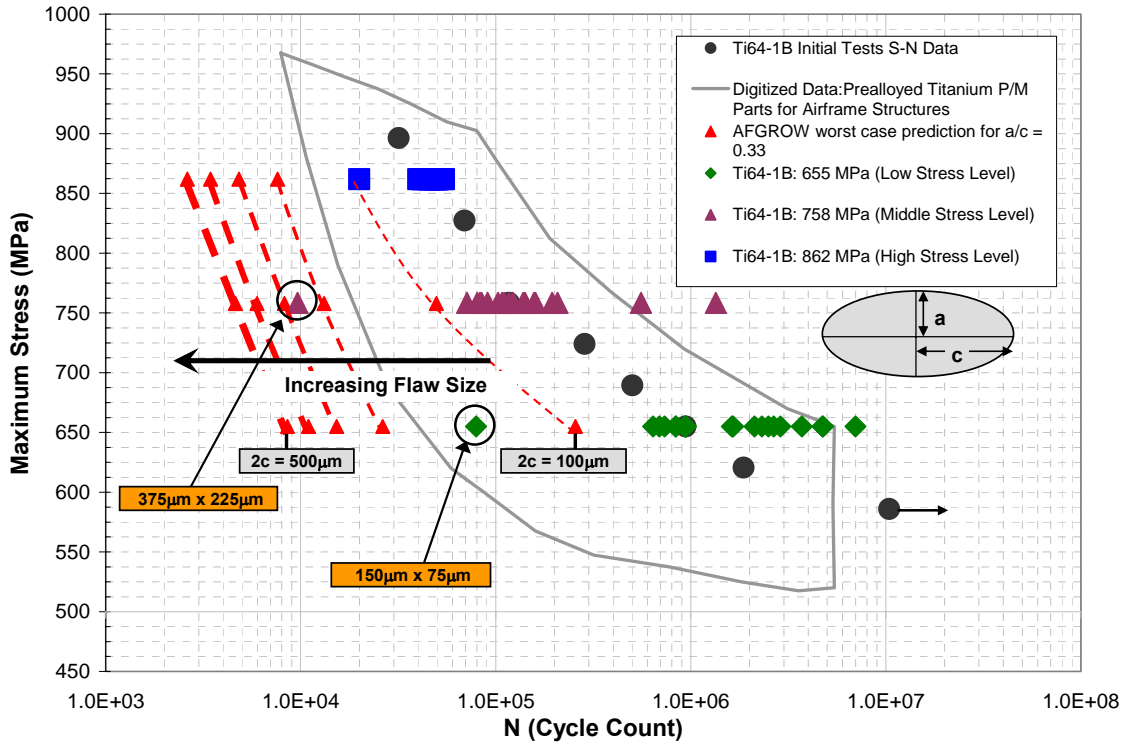 1000
950
900
850
800
750
700
650
600
550
500
450
Maximum Stress (MPa)
Ti64-1B Initial Tests S-N Data
Digitized Data:Prealloyed Titanium P/M
Parts for Airframe Structures
AFGROW worst case prediction for a/c =
0.33
Ti64-1B: 655 MPa (Low Stress Level)
Ti64-1B: 758 MPa (Middle Stress Level)
Ti64-1B: 862 MPa (High Stress Level)
a
c
Increasing Flaw Size
2c = 500µm
2c = 100µm
375µm x 225µm
150µm x 75µm
1.0E+03 1.0E+04 1.0E+05 1.0E+06 1.0E+07 1.0E+08
N (Cycle Count)